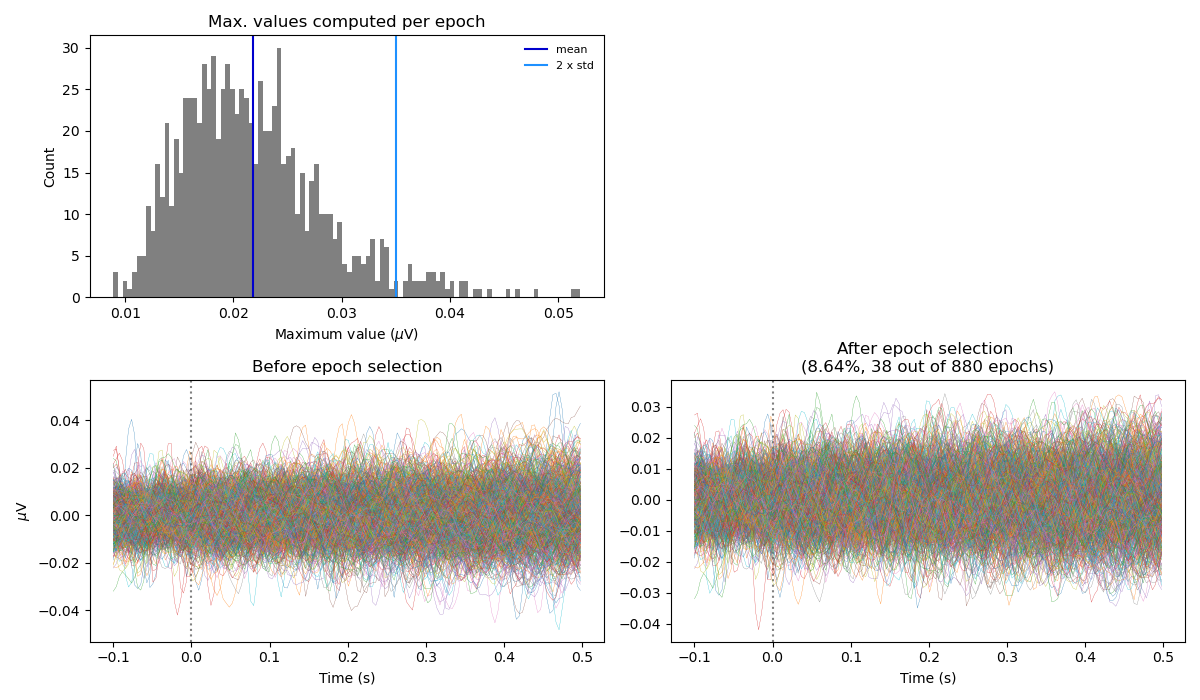 Max. values computed per epoch
Count
30
25
20
15
10
5
0
mean
2 x std
0.01 0.02 0.03 0.04 0.05
Maximum value (μV)
Before epoch selection
μV
0.04
0.02
0.00
−0.02
−0.04
−0.1 0.0 0.1 0.2 0.3 0.4 0.5
Time (s)
After epoch selection
(8.64%, 38 out of 880 epochs)
0.03
0.02
0.01
0.00
−0.01
−0.02
−0.03
−0.04
−0.1 0.0 0.1 0.2 0.3 0.4 0.5
Time (s)